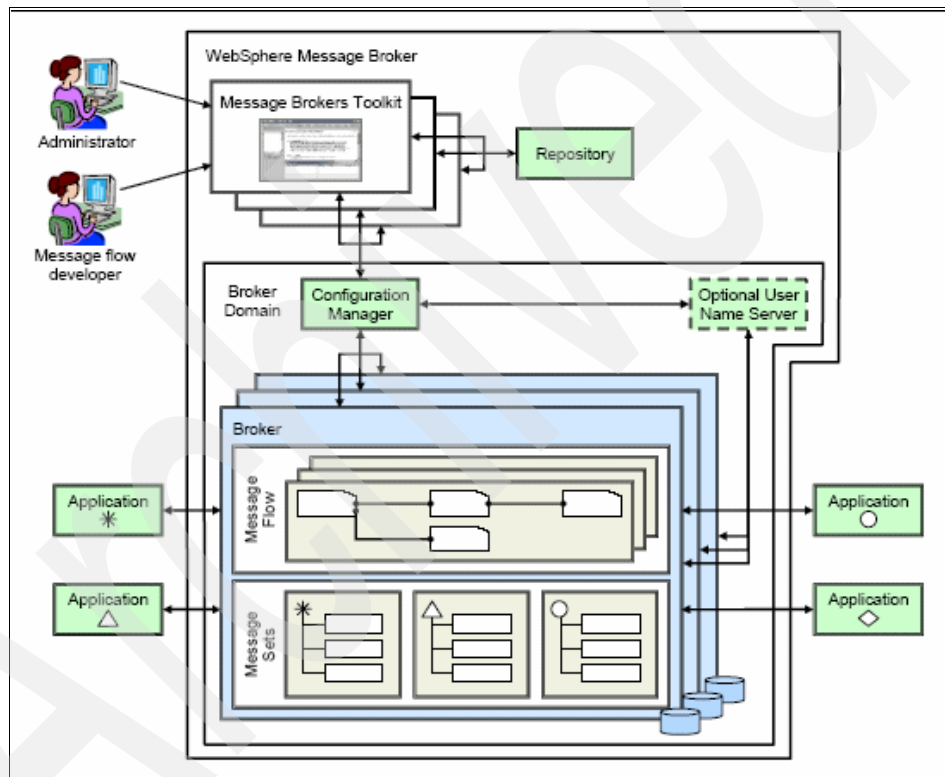 WebSphere Message Broker
Administrator
Message flow
developer
Message Brokers Toolkit
Repository
Broker
Domain
Configuration
Manager
Optional User
Name Server
Broker
Message
Flow
Message
Sets
Application
Application
Application
Application
Archived